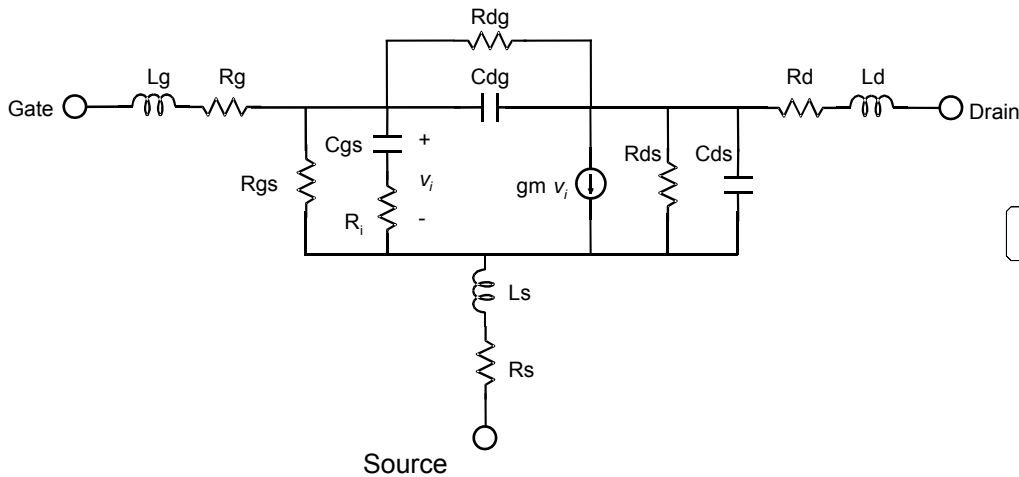 Rdg
Lg
Rg
Cdg
Rd
Ld
Gate
Drain
Cgs
+
Rds
Cds
Rgs
vi
gm vi
Ri
-
Ls
Rs
Source